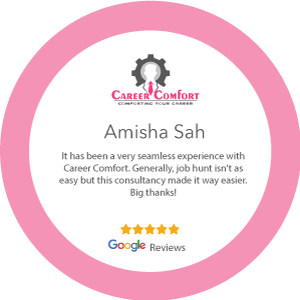 CAREER COMFORT
COMFORTING YOUR CAREER
Amisha Sah
It has been a very seamless experience with
Career Comfort. Generally, job hunt isn't as
easy but this consultancy made it way easier.
Big thanks!
Google Reviews